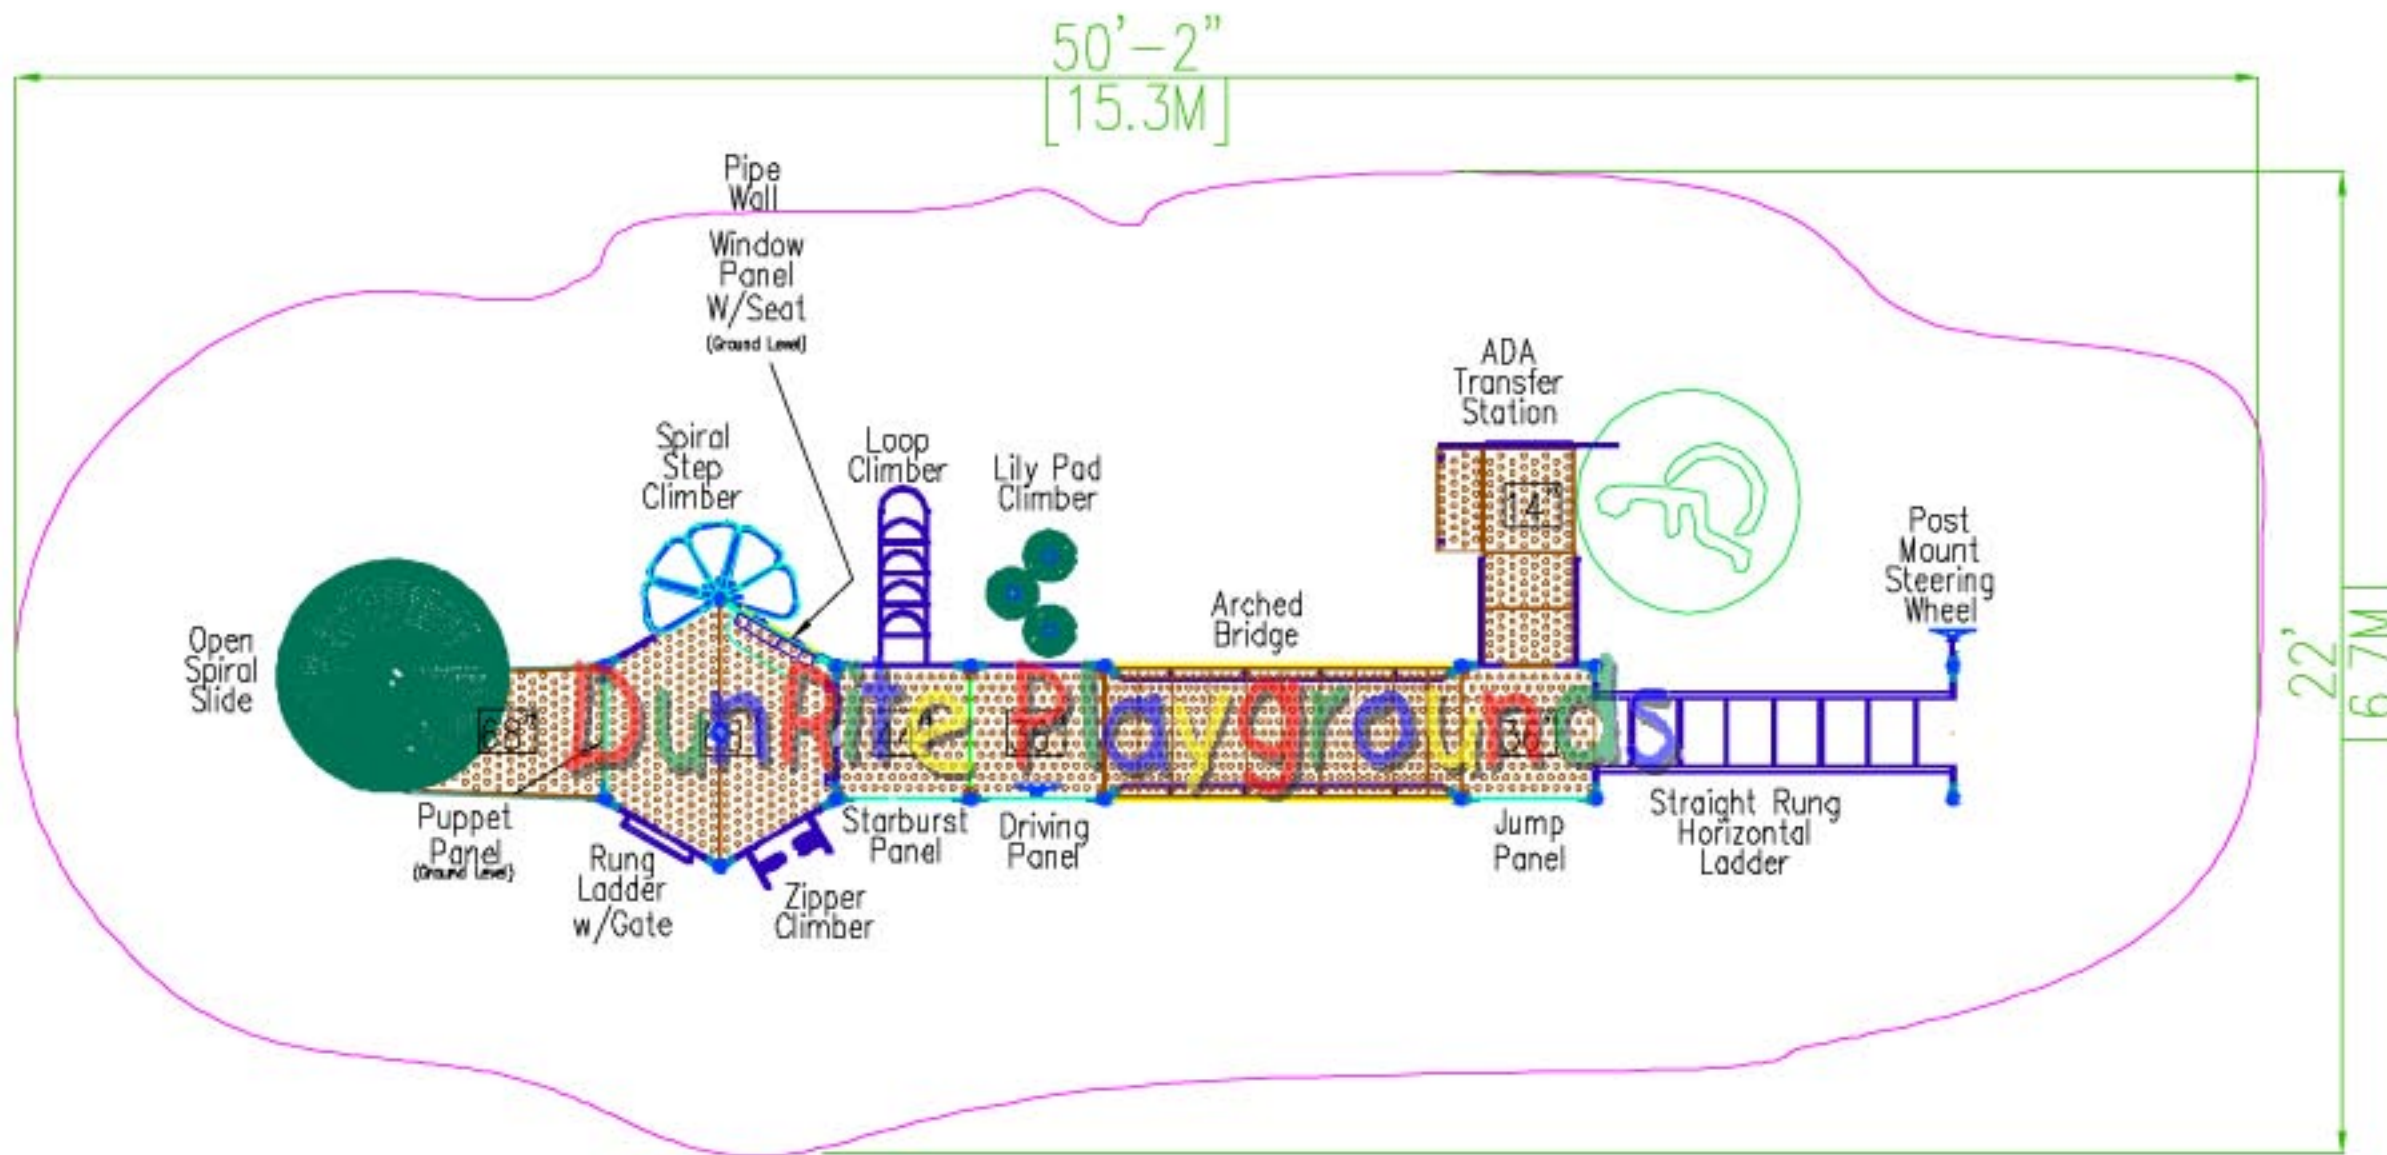 50'-2"
[15.3M]
Pipe
Wall
Window
Panel
W/Seat
(Ground Level)
ADA
Transfer
Station
Spiral
Step
Climber
Loop
Climber
Lily Pad
Climber
14"
Post
Mount
Steering
Wheel
Arched
Bridge
Open
Spiral
Slide
22'
6.7M
68"
DunRite Playgrounds
36"
Puppet
Panel
(Ground Level)
Rung
Ladder
w/Gate
Zipper
Climber
Starburst
Panel
Driving
Panel
Jump
Panel
Straight Rung
Horizontal
Ladder